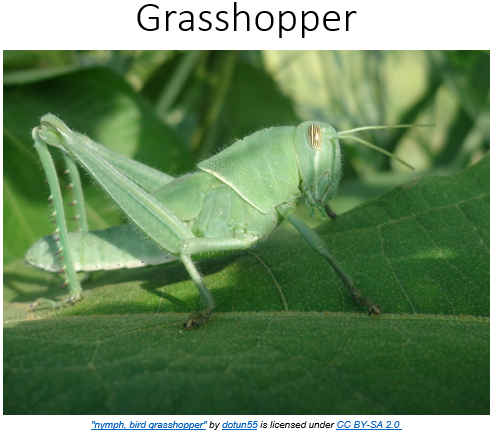 Grasshopper
"nymph, bird grasshopper" by dotun55 is licensed under CC BY-SA 2.0